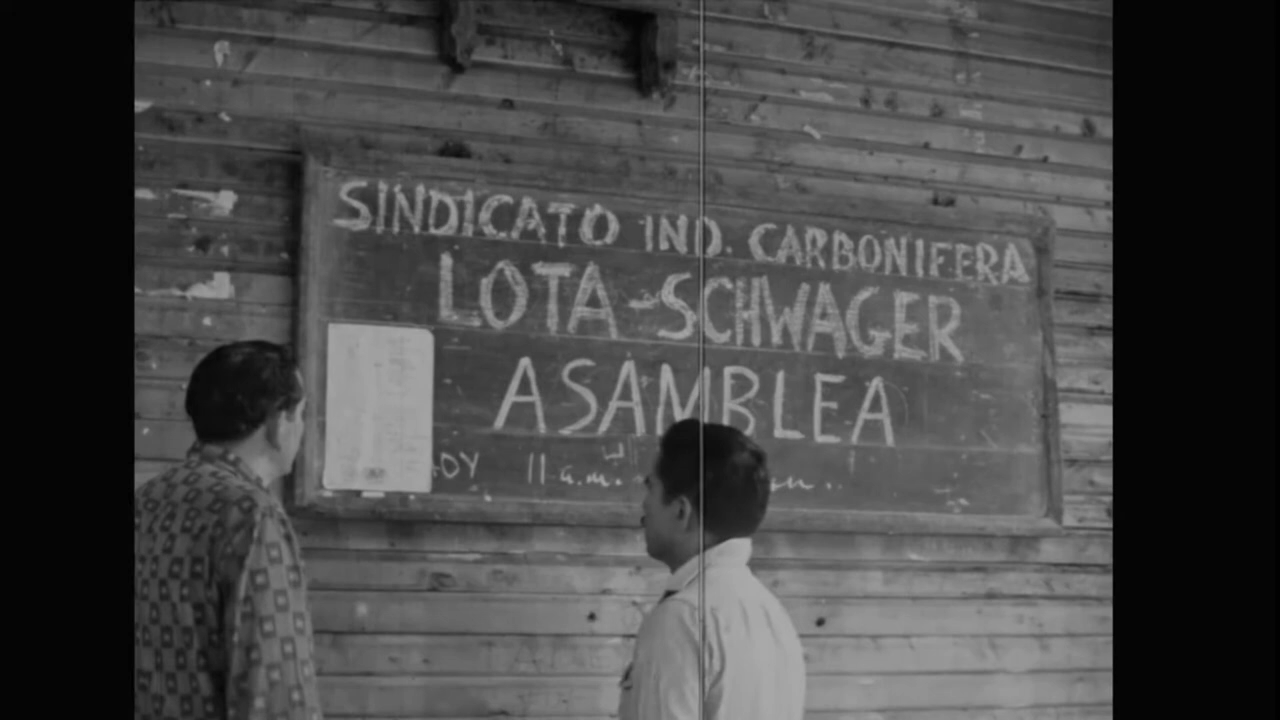 SINDICATO IND. CARBONIFERA
LOTA-SCHWAGER
ASAMBLEA
11 a.m.